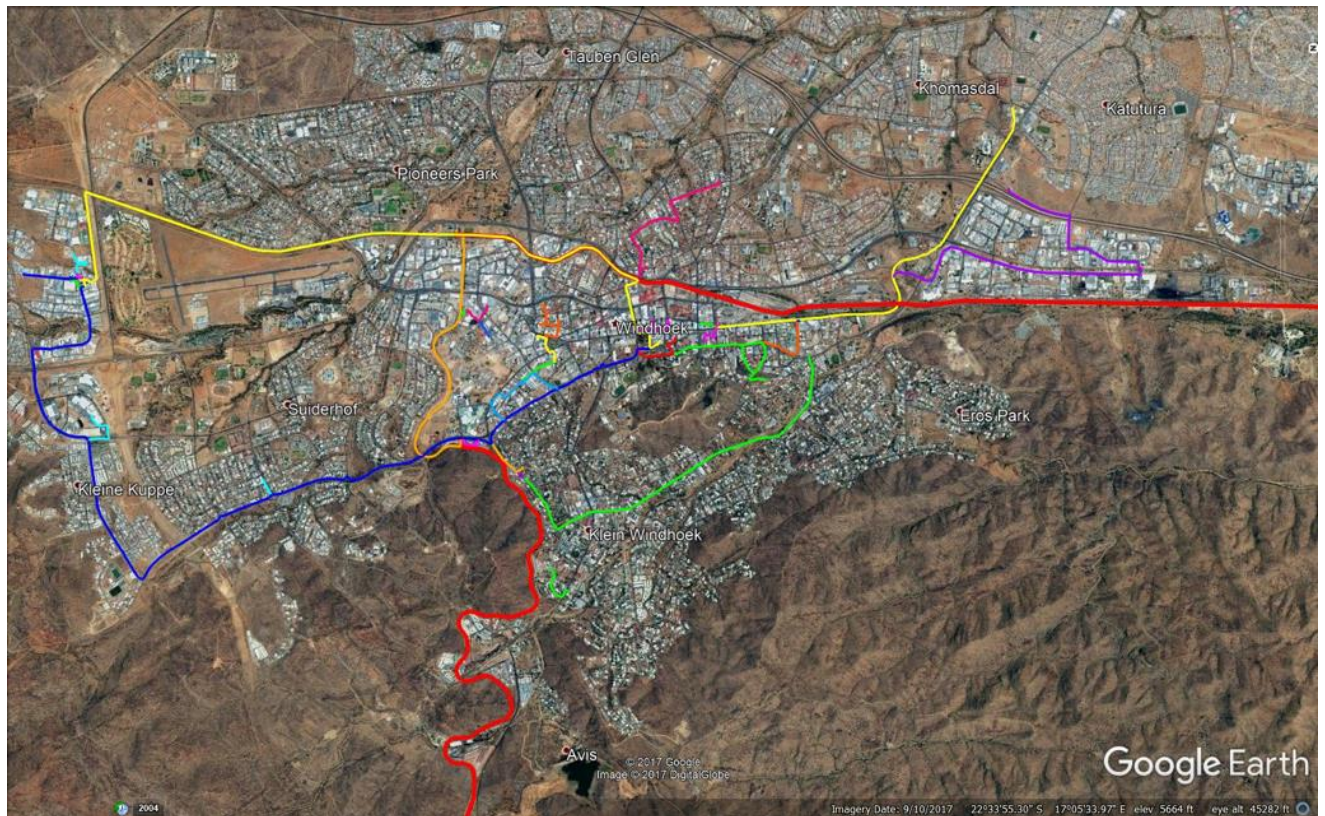 Tauben Glen
Khomasdal
Katutura
Pioneers Park
Windhoek
Suiderhof
Eros Park
Kleine Kuppe
Klein Windhoek
Avis
© 2017 Google
Image © 2017 DigitalGlobe
Google Earth
2004
Imagery Date: 9/10/2017 22°33'55.30" S 17°05'33.97" E elev 5664 ft eye alt 45282 ft